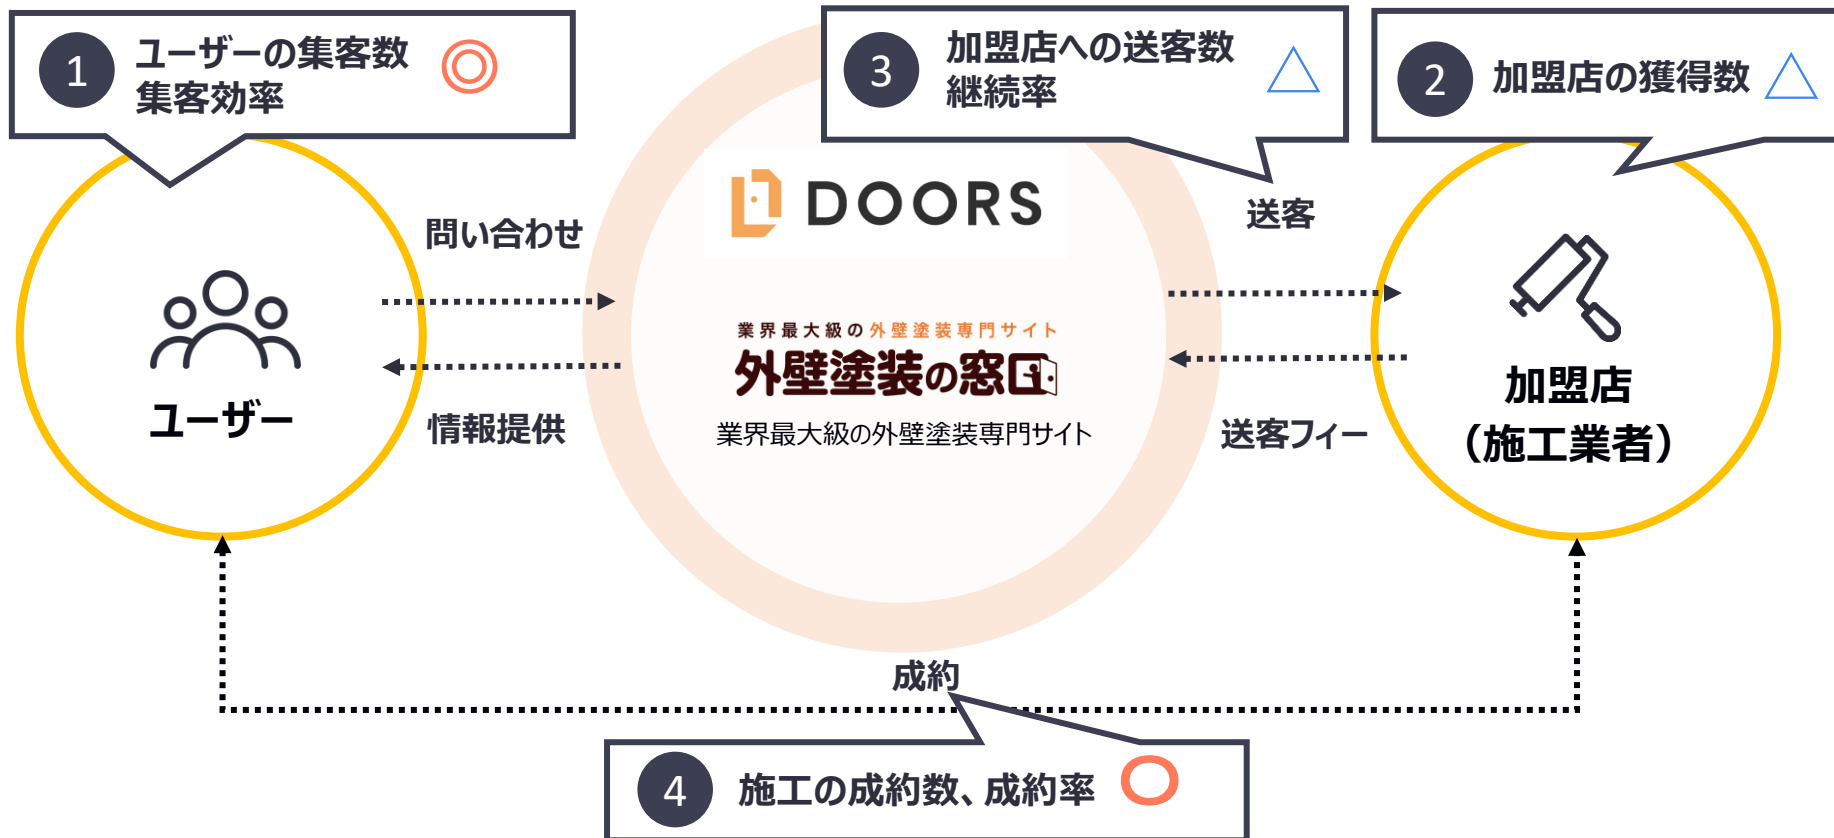 1
ユーザーの集客数
集客効率
◎
3
加盟店への送客数
継続率
△
2
加盟店の獲得数
△
DOORS
問い合わせ
送客
業界最大級の外壁塗装専門サイト
外壁塗装の窓口
業界最大級の外壁塗装専門サイト
ユーザー
情報提供
送客フィー
加盟店
（施工業者）
成約
4
施工の成約数、成約率
○